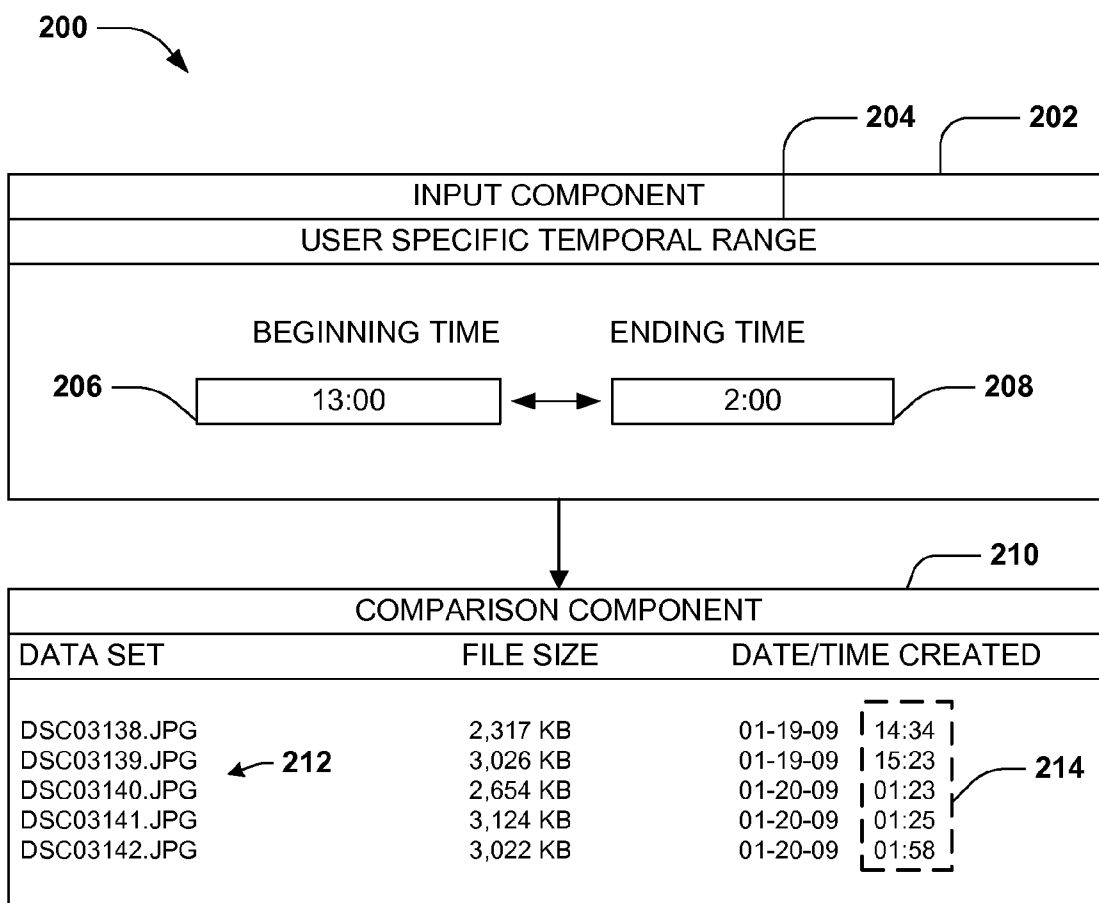 200
204
202
INPUT COMPONENT
USER SPECIFIC TEMPORAL RANGE
BEGINNING TIME ENDING TIME
206 13:00 2:00 208
210
COMPARISON COMPONENT
DATA SET FILE SIZE DATE/TIME CREATED
DSC03138.JPG 2,317 KB 01-19-09 14:34
DSC03139.JPG 3,026 KB 01-19-09 15:23
DSC03140.JPG 2,654 KB 01-20-09 01:23
DSC03141.JPG 3,124 KB 01-20-09 01:25
DSC03142.JPG 3,022 KB 01-20-09 01:58
212
214